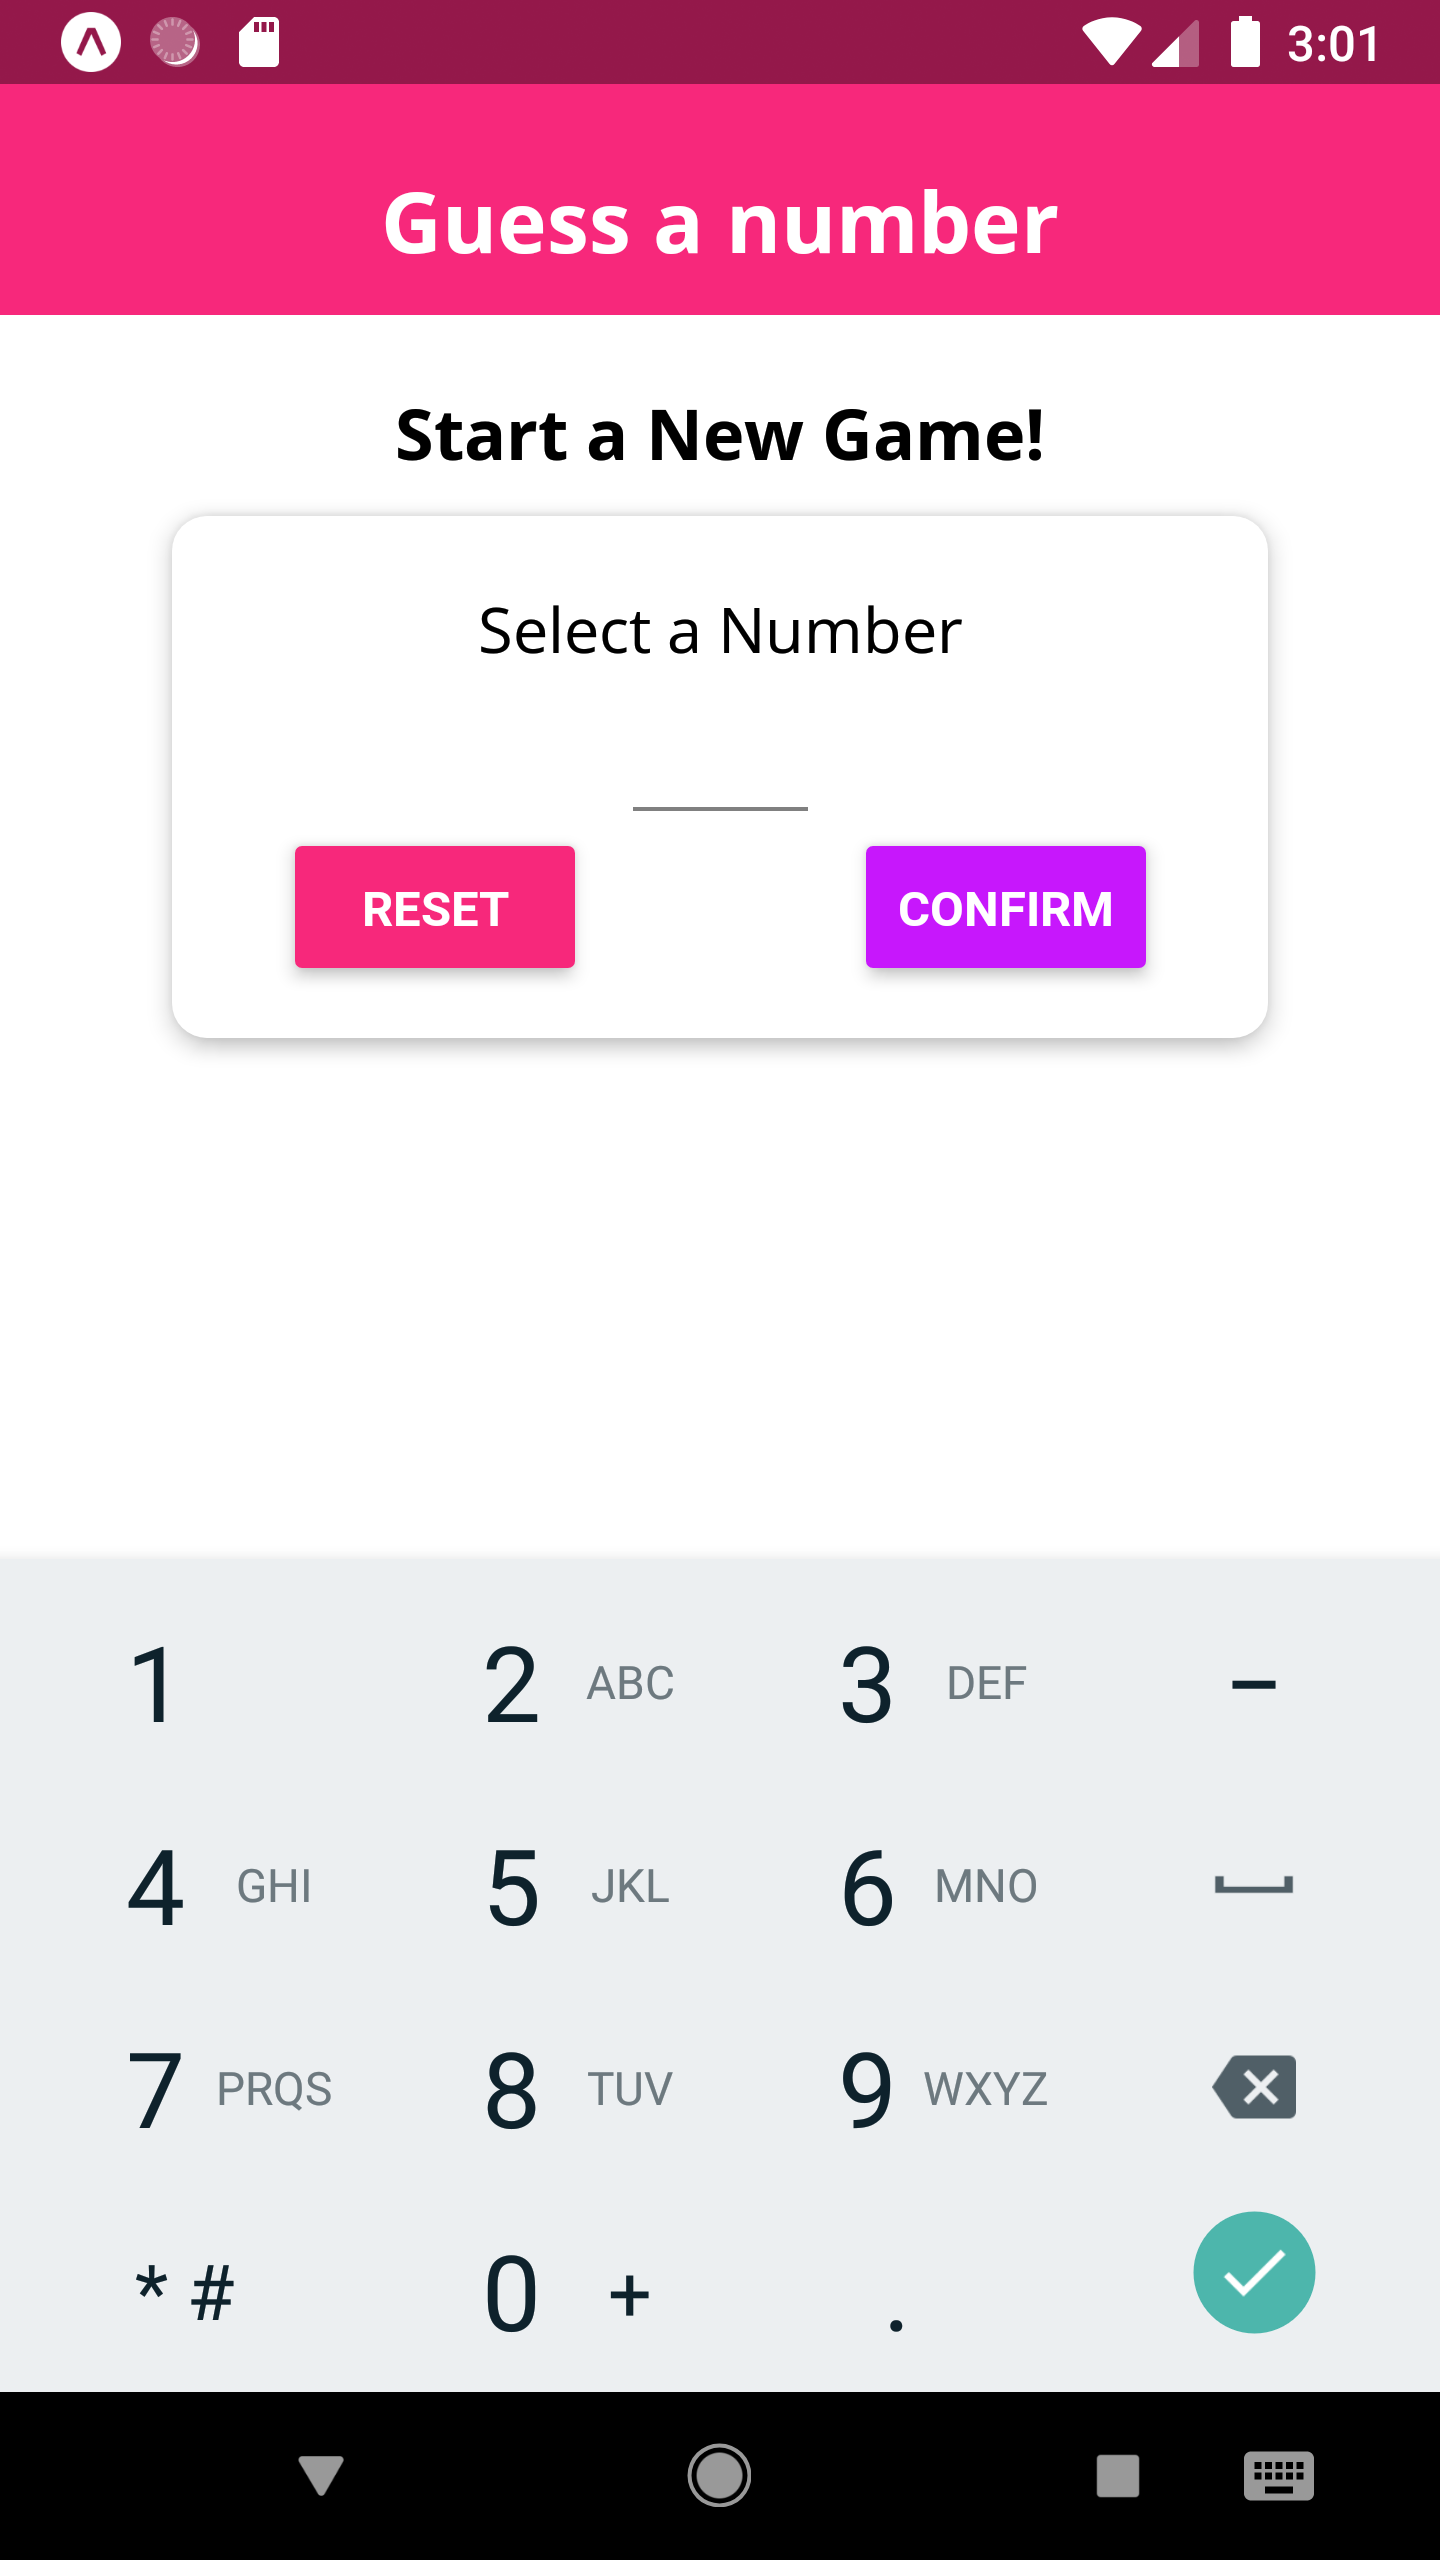 3:01
Guess a number
Start a New Game!
Select a Number
RESET CONFIRM
1 2 ABC 3 DEF –
4 GHI 5 JKL 6 MNO
7 PRQS 8 TUV 9 WXYZ
* # 0 + .